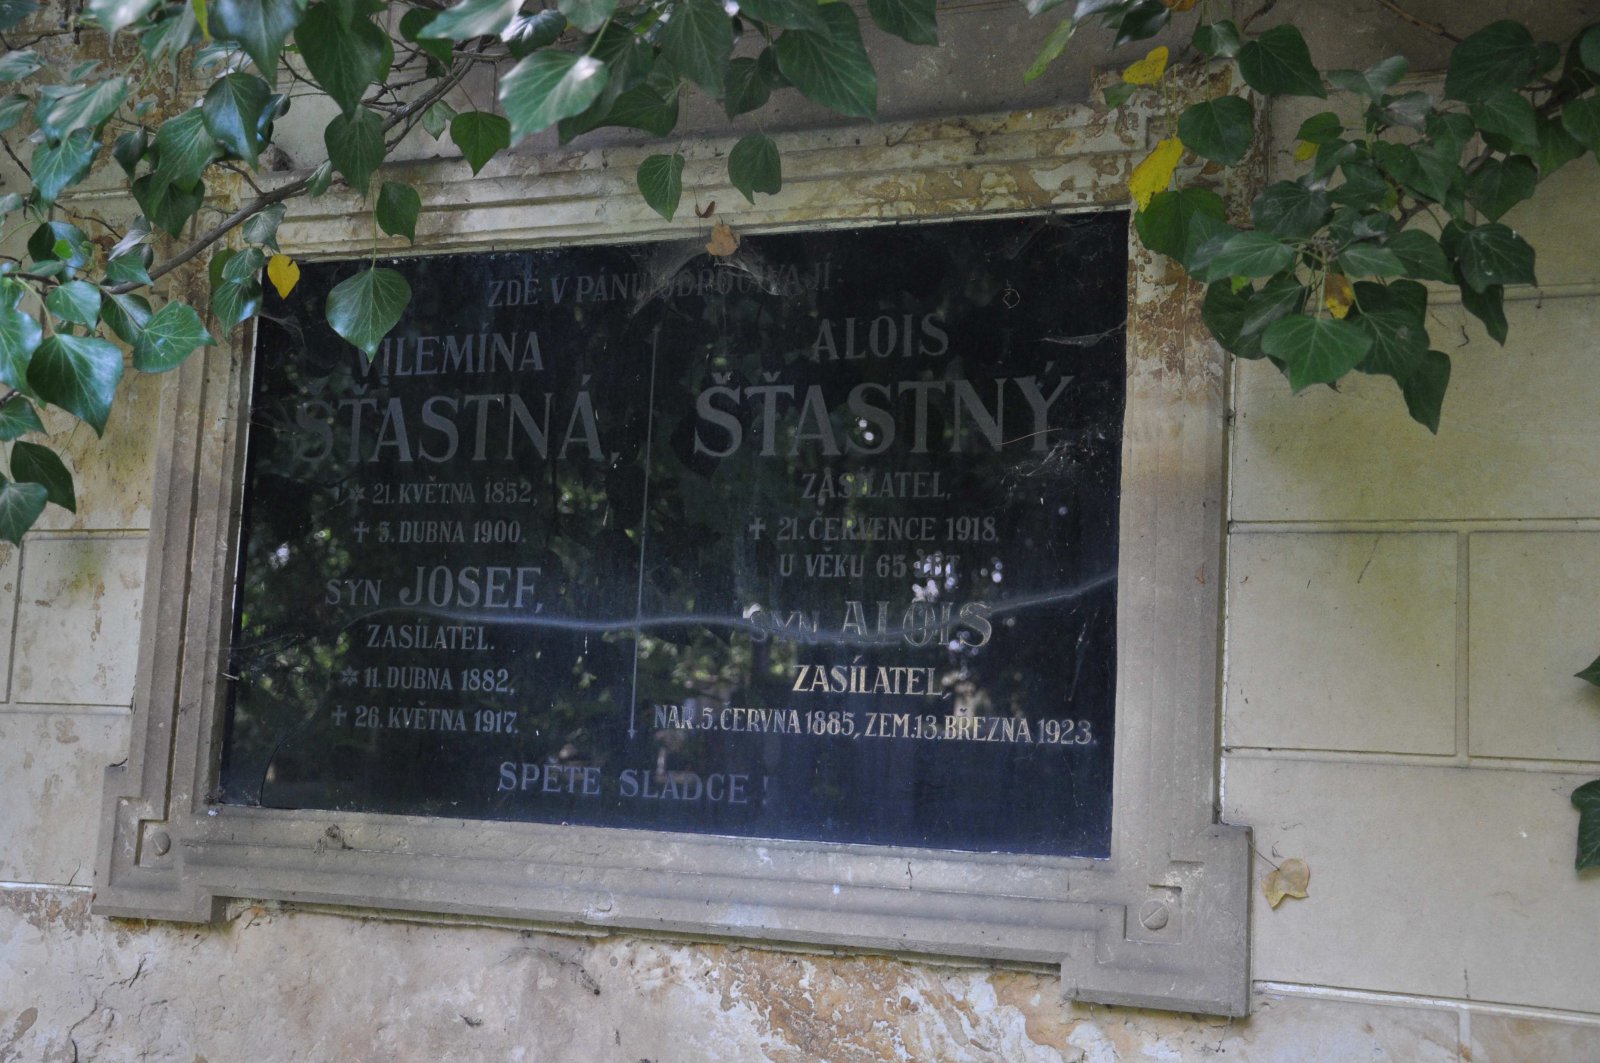 ZDE V PÁNU ODPOČÍVAJÍ
VILEMÍNA
ŠŤASTNÁ,
* 21. KVĚTNA 1852,
✝ 3. DUBNA 1900.
SYN JOSEF,
ZASÍLATEL.
* 11. DUBNA 1882,
✝ 26. KVĚTNA 1917.
ALOIS
ŠŤASTNÝ
ZASÍLATEL,
✝ 21. ČERVENCE 1918.
U VĚKU 65 LET.
SYN ALOIS
ZASÍLATEL,
NAR. 5. ČERVNA 1885, ZEM. 13. BŘEZNA 1923.
SPĚTE SLADCE !